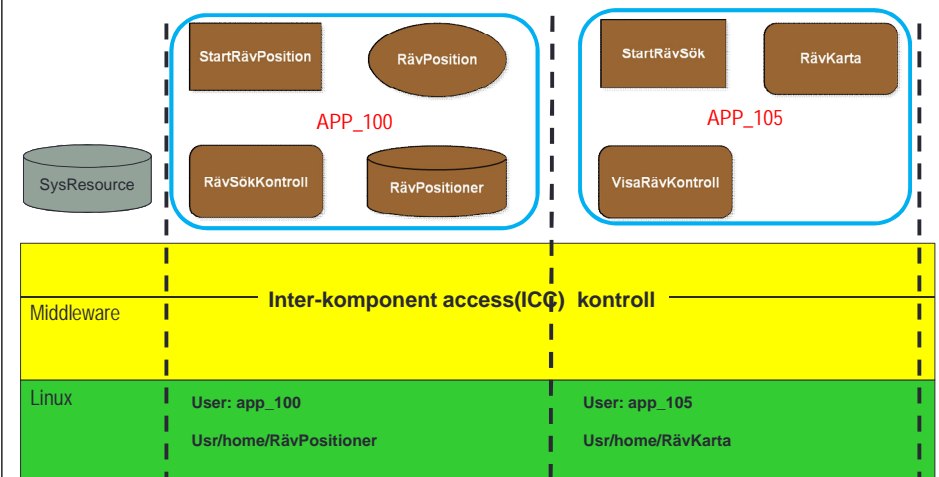 StartRävPosition
RävPosition
StartRävSök
RävKarta
APP_100
APP_105
SysResource
RävSökKontroll
RävPositioner
VisaRävKontroll
Inter-komponent access(ICC) kontroll
Middleware
Linux
User: app_100
User: app_105
Usr/home/RävPositioner
Usr/home/RävKarta